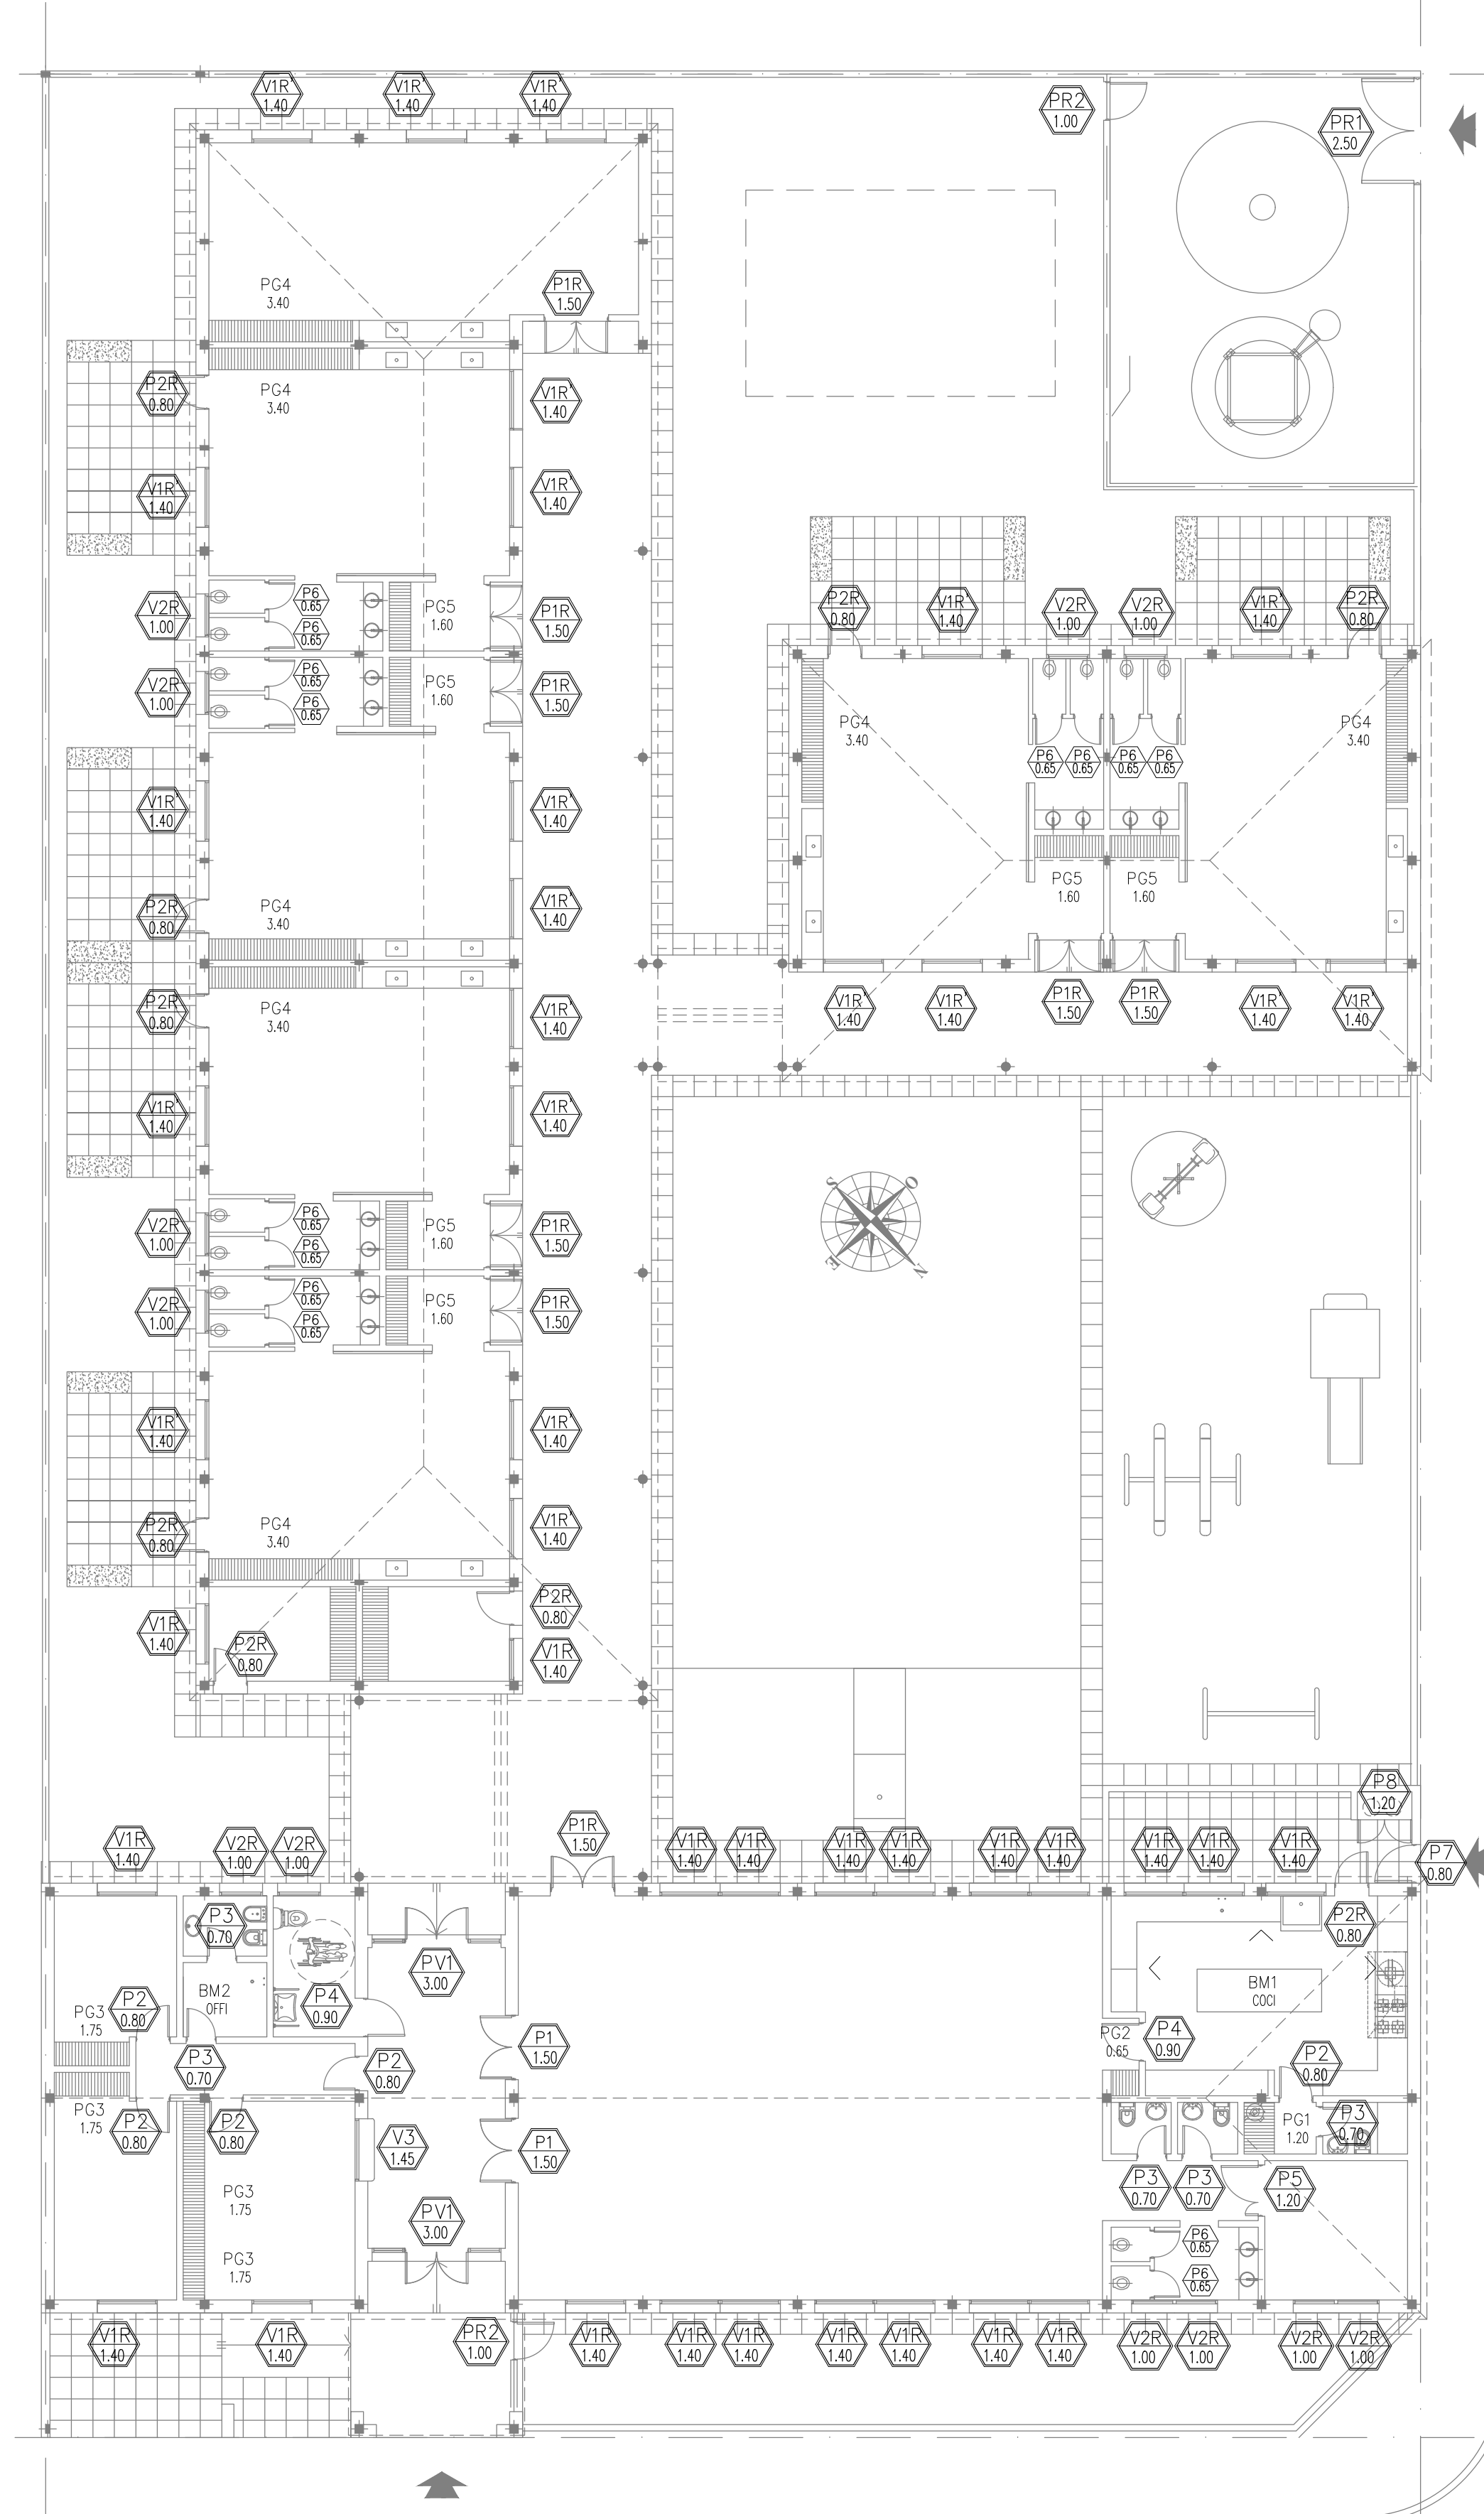 V1R'
1.40
V1R'
1.40
V1R'
1.40
PR2
1.00
PR1
2.50
PG4
3.40
P1R
1.50
P2R
0.80
PG4
3.40
V1R'
1.40
V1R'
1.40
V1R'
1.40
V2R
1.00
P6
0.65
P6
0.65
PG5
1.60
P1R
1.50
V2R
1.00
P6
0.65
P6
0.65
PG5
1.60
P1R
1.50
P2R
0.80
V1R'
1.40
V2R
1.00
V2R
1.00
V1R'
1.40
P2R
0.80
PG4
3.40
PG4
3.40
P6
0.65
P6
0.65
P6
0.65
P6
0.65
PG5
1.60
PG5
1.60
V1R'
1.40
V1R'
1.40
P2R
0.80
PG4
3.40
V1R'
1.40
P2R
0.80
PG4
3.40
V1R'
1.40
V1R'
1.40
V1R'
1.40
P1R
1.50
P1R
1.50
V1R'
1.40
V1R'
1.40
V1R'
1.40
V1R'
1.40
V2R
1.00
P6
0.65
P6
0.65
PG5
1.60
P1R
1.50
V2R
1.00
P6
0.65
P6
0.65
PG5
1.60
P1R
1.50
S
O
E
N
V1R'
1.40
V1R'
1.40
P2R
0.80
PG4
3.40
V1R'
1.40
V1R
1.40
P2R
0.80
P2R
0.80
V1R
1.40
P8
1.20
V1R
1.40
V2R
1.00
V2R
1.00
P1R
1.50
V1R
1.40
V1R
1.40
V1R
1.40
V1R
1.40
V1R
1.40
V1R
1.40
V1R
1.40
V1R
1.40
V1R
1.40
P7
0.80
P3
0.70
PV1
3.00
P2R
0.80
BM2
OFFI
P4
0.90
BM1
COCI
PG3
1.75
P2
0.80
P3
0.70
P2
0.80
P1
1.50
PG2
0.65
P4
0.90
P2
0.80
PG3
1.75
P2
0.80
P2
0.80
V3
1.45
P1
1.50
PG1
1.20
P3
0.70
PG3
1.75
P3
0.70
P3
0.70
P5
1.20
PV1
3.00
PG3
1.75
P6
0.65
P6
0.65
V1R
1.40
V1R
1.40
PR2
1.00
V1R
1.40
V1R
1.40
V1R
1.40
V1R
1.40
V1R
1.40
V1R
1.40
V1R
1.40
V2R
1.00
V2R
1.00
V2R
1.00
V2R
1.00